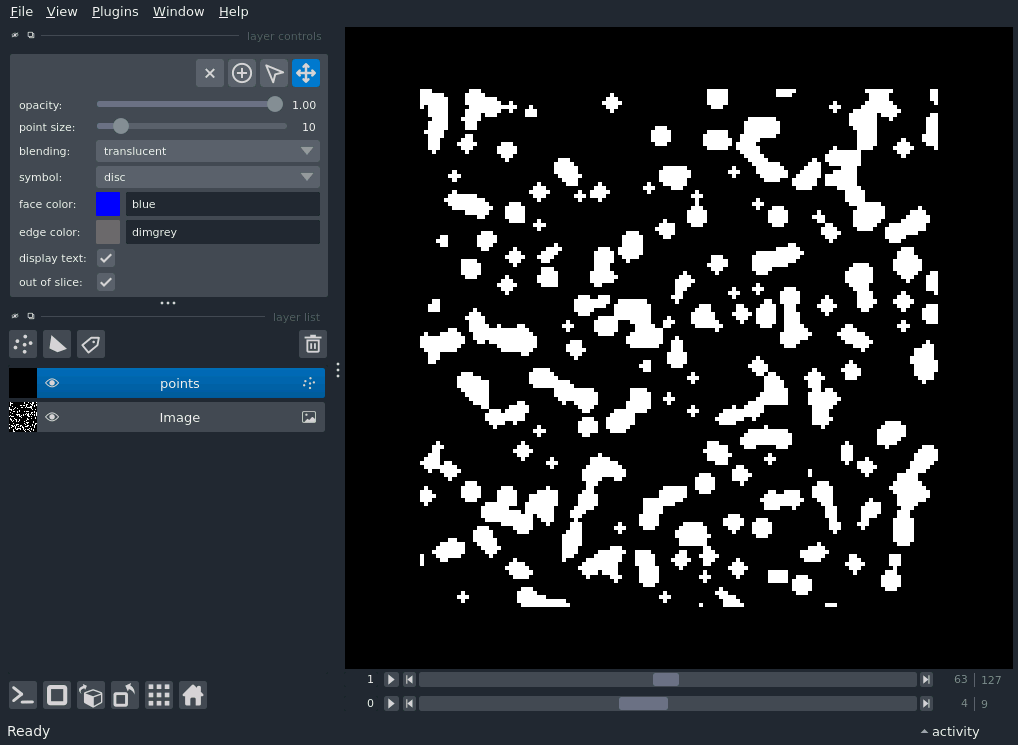 File View Plugins Window Help
layer controls
opacity: 1.00
point size: 10
blending: translucent
symbol: disc
face color: blue
edge color: dimgrey
display text:
out of slice:
layer list
points
Image
1 63 127
0 4 9
Ready activity